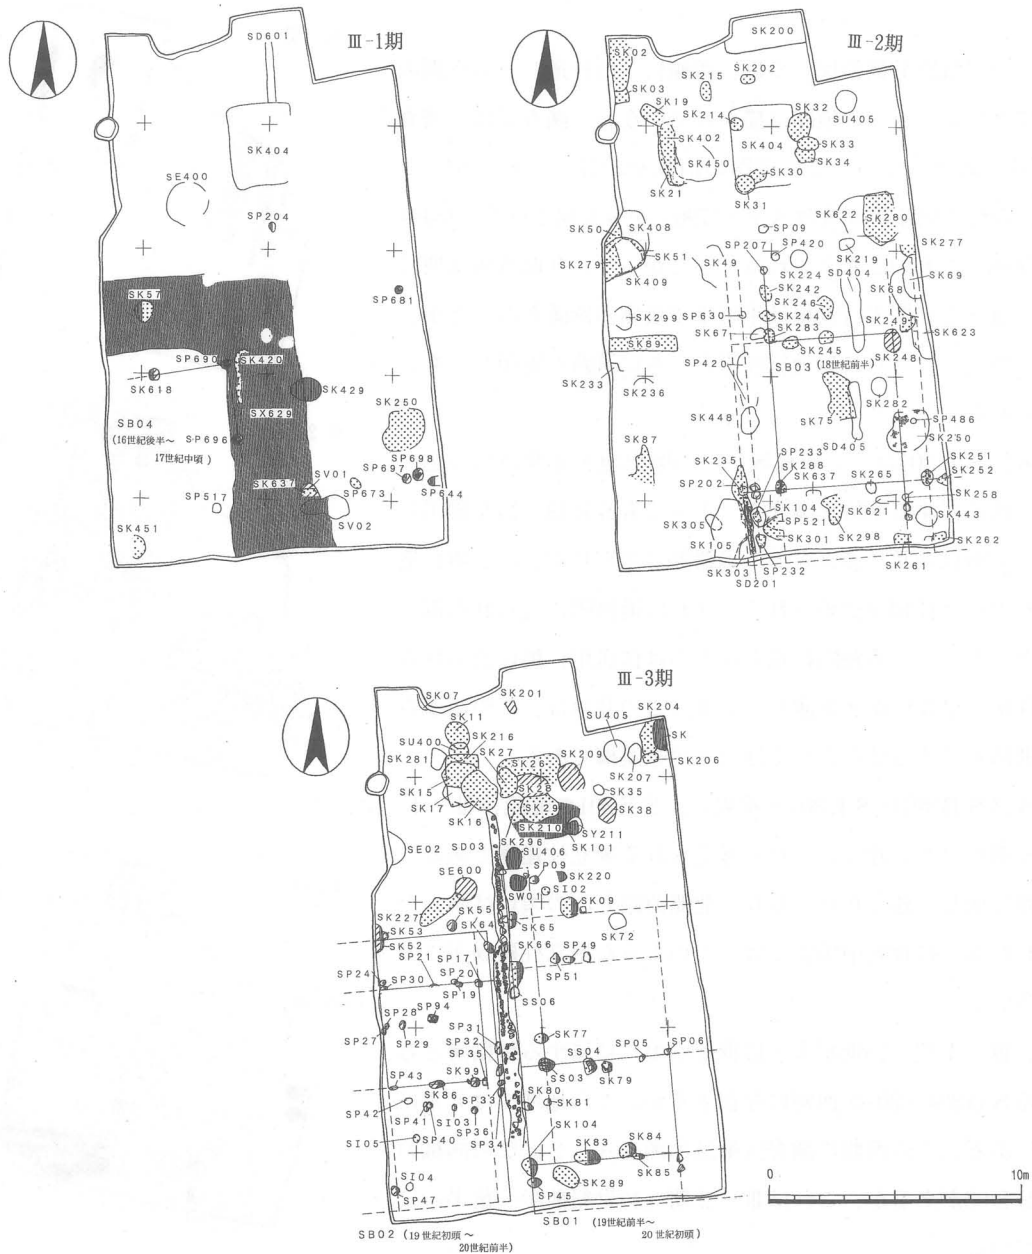 Ⅲ-1期
SD601
SK404
SE400
SP204
SK57
SP681
SP690
SK420
SK618
SK429
SK250
SB04
(16世紀後半～
17世紀中頃)
SX629
SP696
SP698
SP697
SK637
SV01
SP673
SP644
SP517
SV02
SK451
Ⅲ-2期
SK200
SK02
SK202
SK215
SK03
SK19
SK32
SK214
SU405
SK402
SK404
SK33
SK34
SK450
SK30
SK21
SK31
SK622
SK280
SK50
SK408
SP09
SK277
SP207
SP420
SK219
SK279
SK51
SK49
SK224
SD404
SK69
SK409
SK242
SK68
SK246
SK299
SP630
SK244
SK249
SK67
SK283
SK623
SK89
SK245
SK248
SP420
SB03 (18世紀前半)
SK233
SK236
SK282
SK448
SK75
SP486
SD405
SK87
SK250
SK235
SP233
SK251
SK288
SK265
SK252
SP202
SK637
SK258
SK104
SK621
SK305
SP521
SK443
SK105
SK301
SK298
SK262
SK303
SP232
SK261
SD201
Ⅲ-3期
SK07
SK201
SK204
SK11
SU405
SK
SU400
SK216
SK27
SK209
SK281
SK26
SK206
SK207
SK15
SK28
SK35
SK17
SK29
SK38
SK16
SK210
SY211
SK296
SK101
SE02
SD03
SU406
SP09
SE600
SK220
SW01
SI02
SK55
SK09
SK227
SK64
SK65
SK53
SK72
SK52
SK66
SP49
SP21
SP17
SP24
SP30
SP20
SP51
SP19
SS06
SP28
SP94
SP31
SK77
SP27
SP29
SP32
SS04
SP05
SP06
SP35
SP43
SK99
SS03
SK79
SK86
SP33
SK80
SK81
SP42
SP41
SI03
SP36
SK104
SI05
SP40
SP34
SK83
SK84
SI04
SK85
SP47
SK289
SP45
SB02 (19世紀初頭～
20世紀前半)
SB01 (19世紀前半～
20世紀初頭)
0 10m